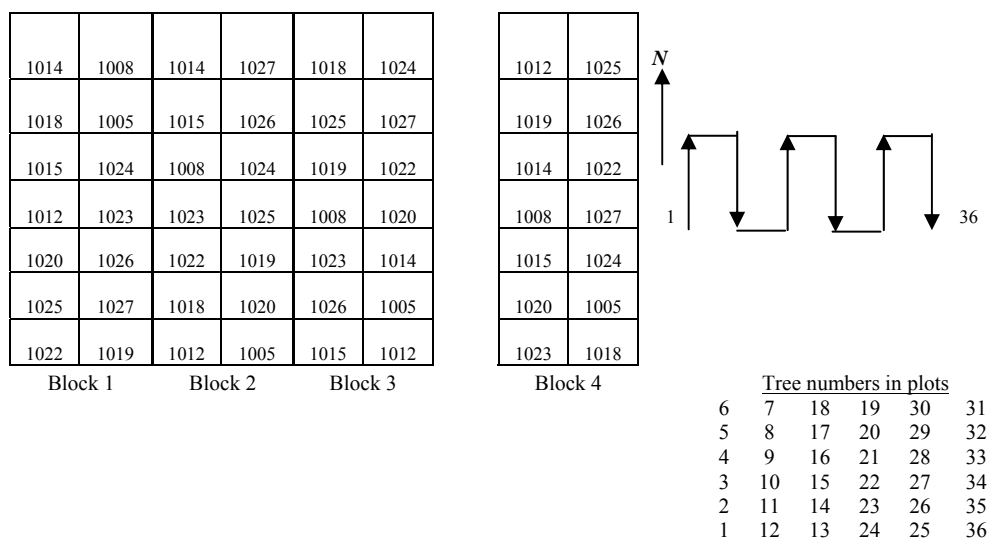 1014 1008 1014 1027 1018 1024 1012 1025 N
1018 1005 1015 1026 1025 1027 1019 1026
1015 1024 1008 1024 1019 1022 1014 1022
1012 1023 1023 1025 1008 1020 1008 1027 1 36
1020 1026 1022 1019 1023 1014 1015 1024
1025 1027 1018 1020 1026 1005 1020 1005
1022 1019 1012 1005 1015 1012 1023 1018
Block 1 Block 2 Block 3 Block 4
Tree numbers in plots
6 7 18 19 30 31
5 8 17 20 29 32
4 9 16 21 28 33
3 10 15 22 27 34
2 11 14 23 26 35
1 12 13 24 25 36